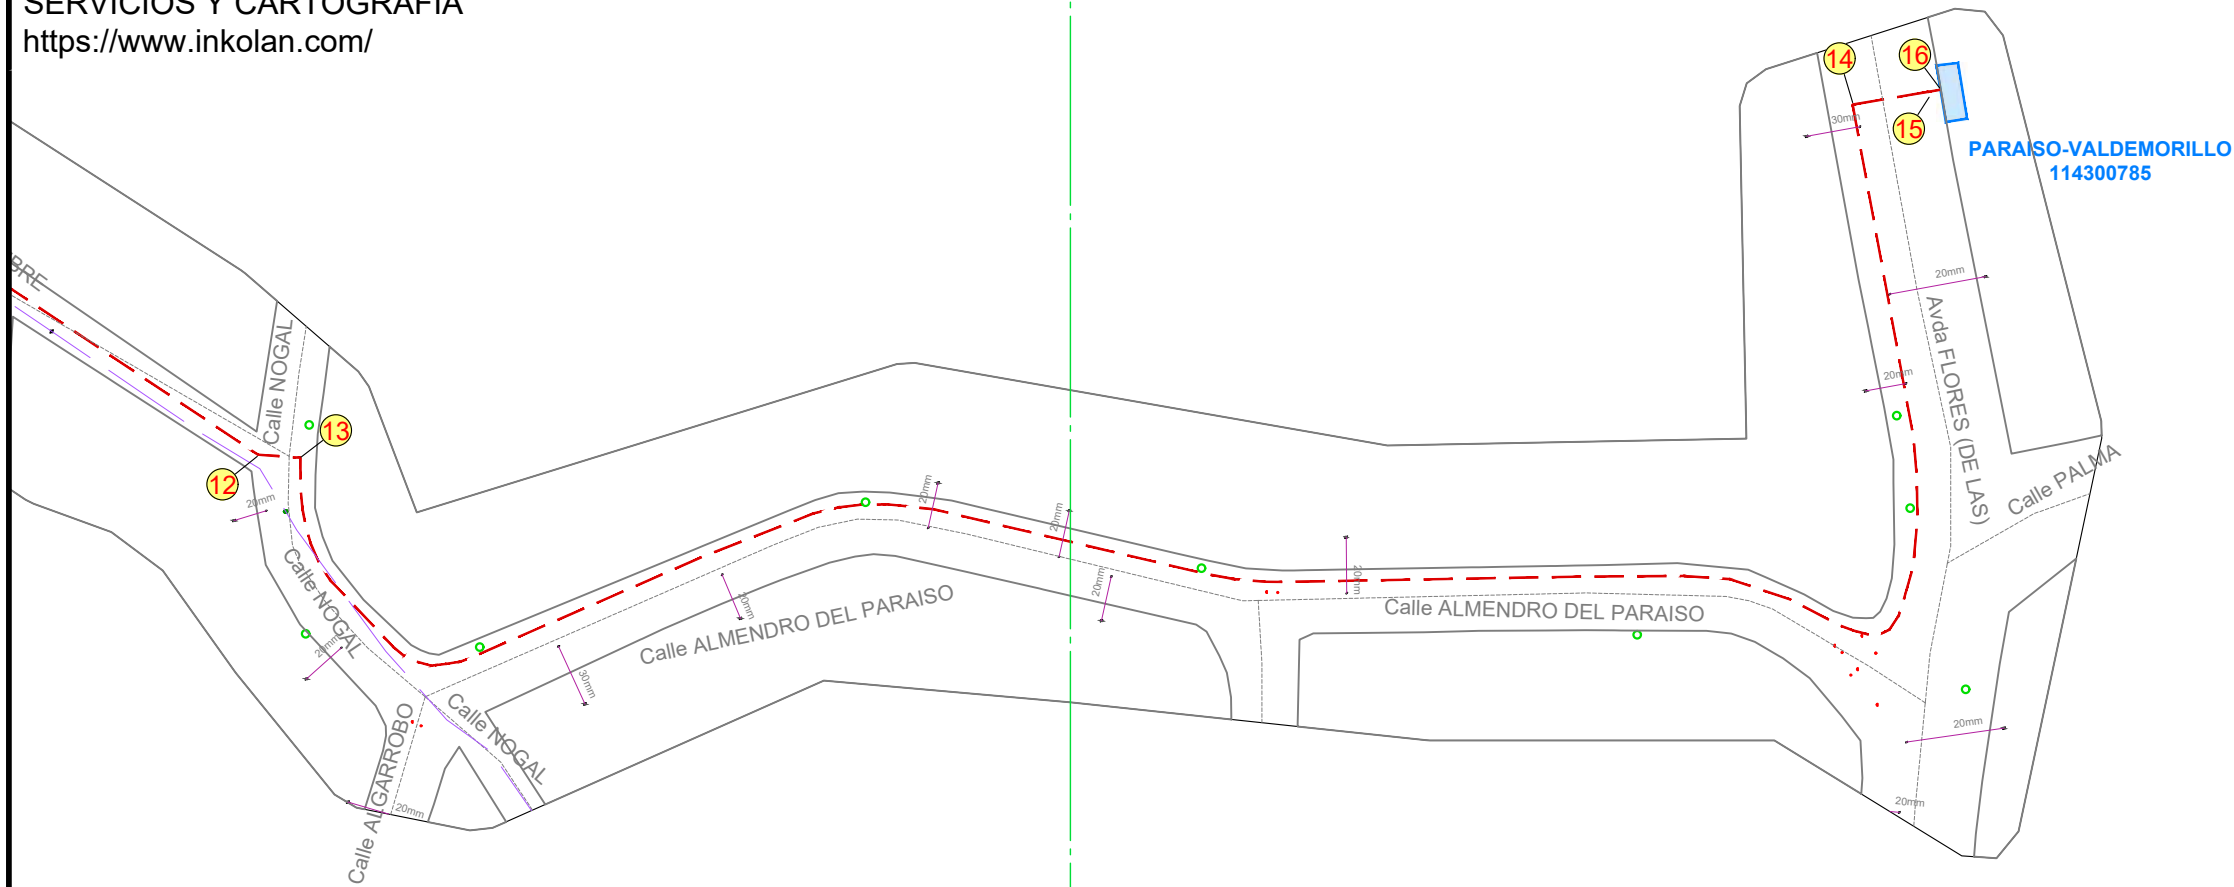 SERVICIOS Y CARTOGRAFIA
https://www.inkolan.com/
14
16
30mm
15
PARAISO-VALDEMORILLO
114300785
BRE
20mm
Avda FLORES (DE LAS)
Calle NOGAL
20mm
13
12
20mm
Calle PALMA
20mm
20mm
Calle NOGAL
20mm
20mm
20mm
20mm
Calle ALMENDRO DEL PARAISO
Calle ALMENDRO DEL PARAISO
30mm
Calle NOGAL
Calle ALGARROBO
20mm
20mm
20mm